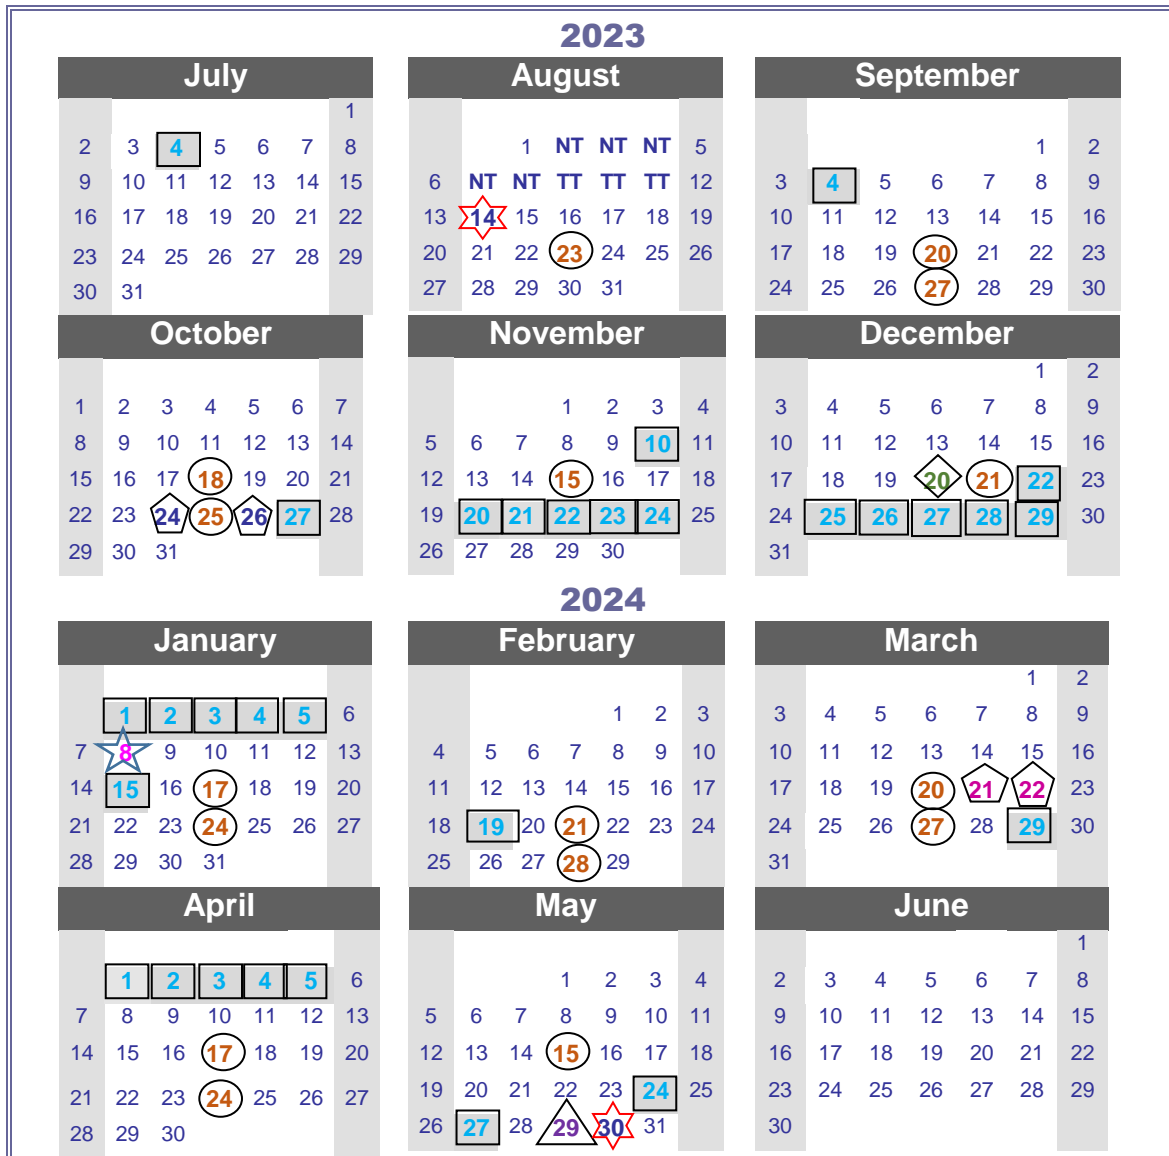 2023
July August September
1
2 3 4 5 6 7 8
9 10 11 12 13 14 15
16 17 18 19 20 21 22
23 24 25 26 27 28 29
30 31
1 NT NT NT 5
6 NT NT TT TT TT 12
13 14 15 16 17 18 19
20 21 22 23 24 25 26
27 28 29 30 31
1 2
3 4 5 6 7 8 9
10 11 12 13 14 15 16
17 18 19 20 21 22 23
24 25 26 27 28 29 30
October November December
1 2 3 4 5 6 7
8 9 10 11 12 13 14
15 16 17 18 19 20 21
22 23 24 25 26 27 28
29 30 31
1 2 3 4
5 6 7 8 9 10 11
12 13 14 15 16 17 18
19 20 21 22 23 24 25
26 27 28 29 30
1 2
3 4 5 6 7 8 9
10 11 12 13 14 15 16
17 18 19 20 21 22 23
24 25 26 27 28 29 30
31
2024
January February March
1 2 3 4 5 6
7 8 9 10 11 12 13
14 15 16 17 18 19 20
21 22 23 24 25 26 27
28 29 30 31
1 2 3
4 5 6 7 8 9 10
11 12 13 14 15 16 17
18 19 20 21 22 23 24
25 26 27 28 29
1 2
3 4 5 6 7 8 9
10 11 12 13 14 15 16
17 18 19 20 21 22 23
24 25 26 27 28 29 30
31
April May June
1 2 3 4 5 6
7 8 9 10 11 12 13
14 15 16 17 18 19 20
21 22 23 24 25 26 27
28 29 30
1 2 3 4
5 6 7 8 9 10 11
12 13 14 15 16 17 18
19 20 21 22 23 24 25
26 27 28 29 30 31
1
2 3 4 5 6 7 8
9 10 11 12 13 14 15
16 17 18 19 20 21 22
23 24 25 26 27 28 29
30